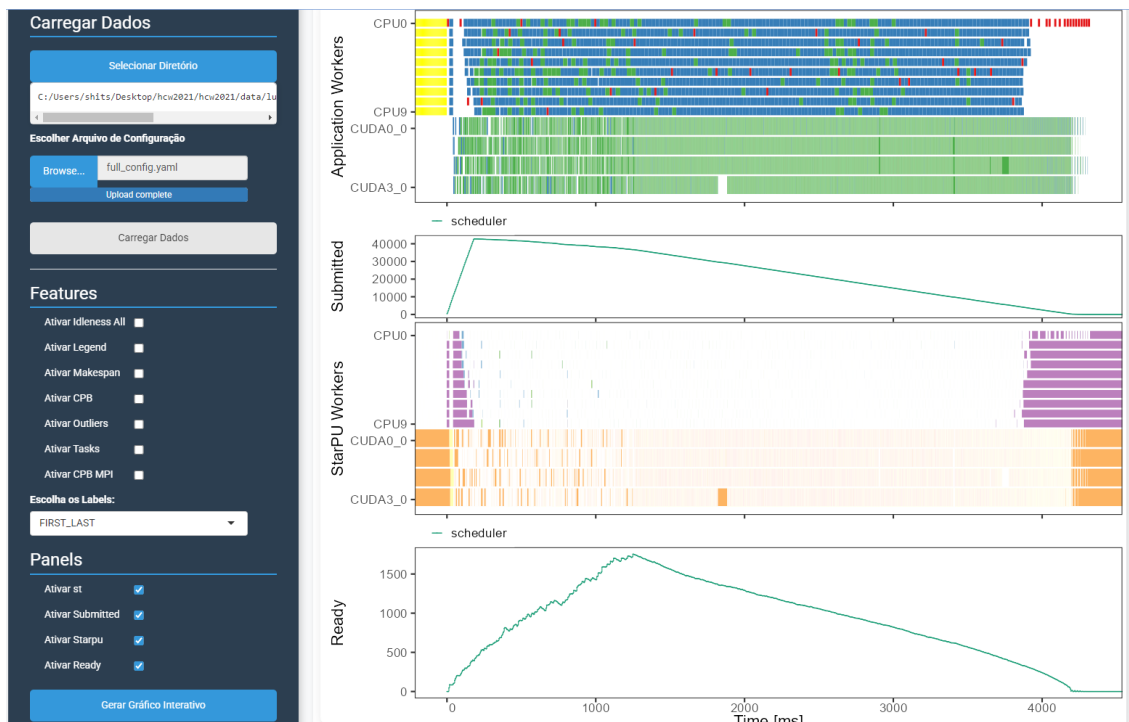 Carregar Dados
Selecionar Diretório
C:/Users/shits/Desktop/hcw2021/hcw2021/data/lu
Escolher Arquivo de Configuração
Browse... full_config.yaml
Upload complete
Carregar Dados
Features
Ativar Idleness All
Ativar Legend
Ativar Makespan
Ativar CPB
Ativar Outliers
Ativar Tasks
Ativar CPB MPI
Escolha os Labels:
FIRST_LAST
Panels
Ativar st
Ativar Submitted
Ativar Starpu
Ativar Ready
Gerar Gráfico Interativo
Application Workers
CPU0
CPU9
CUDA0_0
CUDA3_0
scheduler
Submitted
40000
30000
20000
10000
0
StarPU Workers
CPU0
CPU9
CUDA0_0
CUDA3_0
scheduler
Ready
1500
1000
500
0
0 1000 2000 3000 4000
Time [ms]